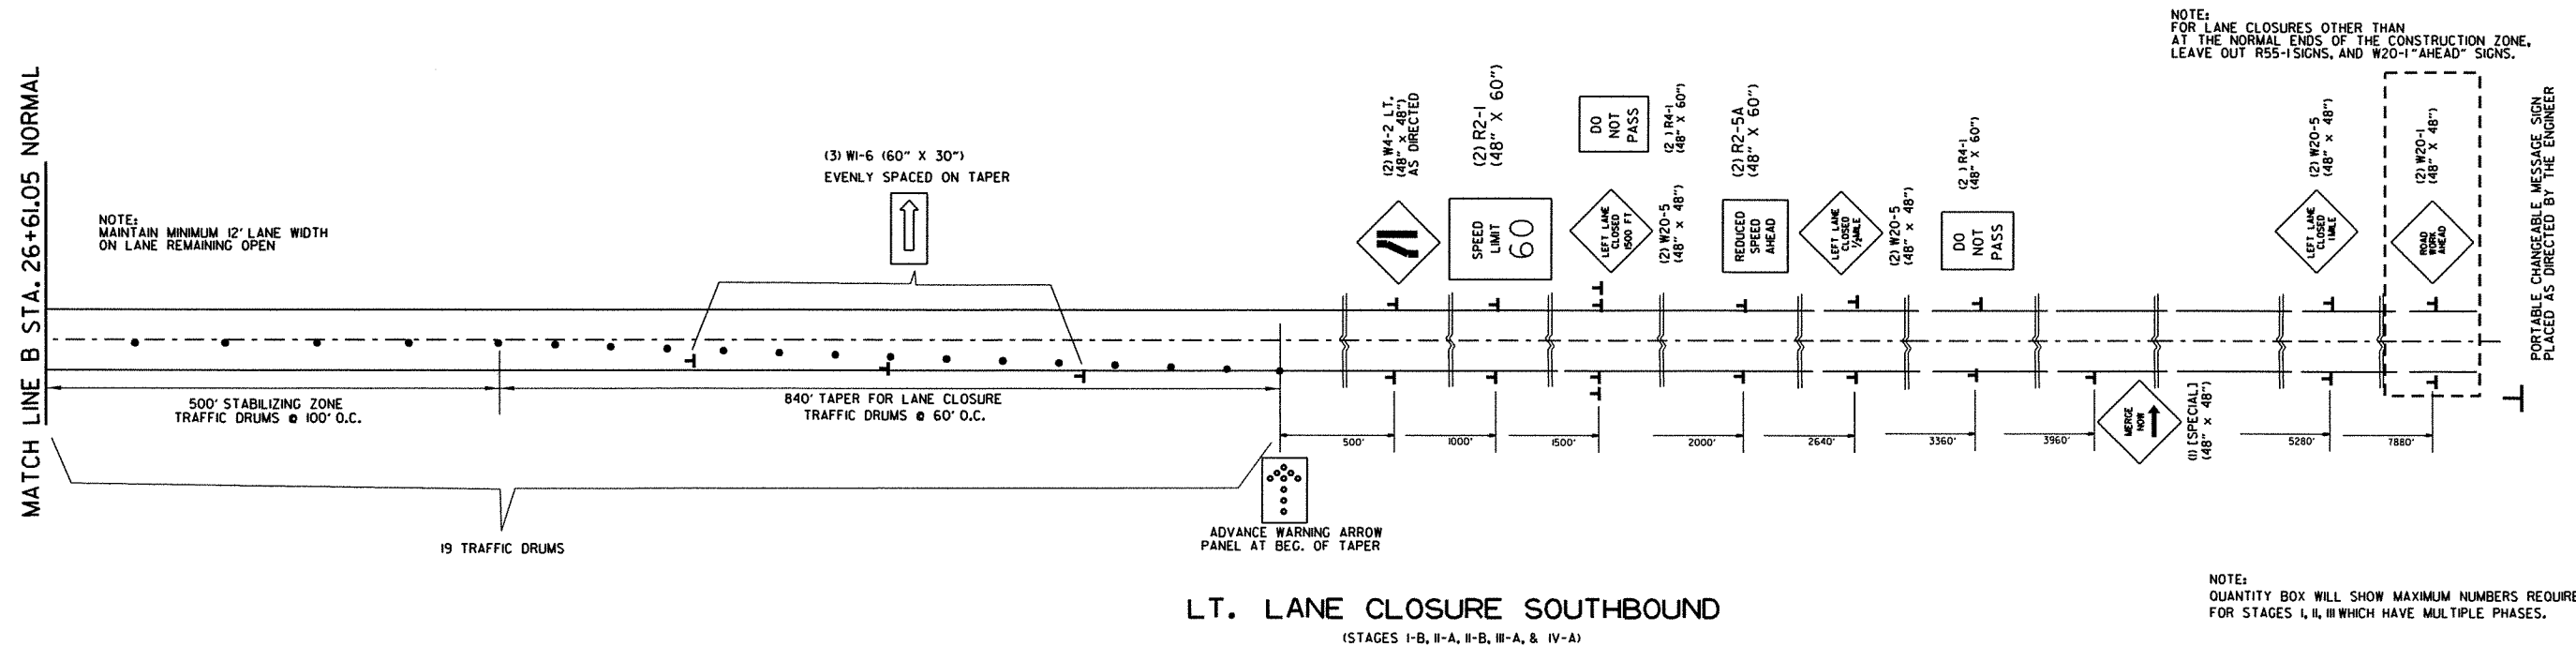 NOTE:
FOR LANE CLOSURES OTHER THAN
AT THE NORMAL ENDS OF THE CONSTRUCTION ZONE,
LEAVE OUT R55-1 SIGNS, AND W20-1 "AHEAD" SIGNS.
MATCH LINE B STA. 26+61.05 NORMAL
NOTE:
MAINTAIN MINIMUM 12' LANE WIDTH
ON LANE REMAINING OPEN
(3) W1-6 (60" X 30")
EVENLY SPACED ON TAPER
(2) W4-2 LT.
(48" x 48")
AS DIRECTED
(2) R2-1
(48" X 60")
SPEED
LIMIT
60
DO
NOT
PASS
(2 ) R4-1
(48" X 60")
LEFT LANE
CLOSED
1500 FT
(2) W20-5
(48" x 48")
(2) R2-5A
(48" X 60")
REDUCED
SPEED
AHEAD
LEFT LANE
CLOSED
1/2 MILE
(2) W20-5
(48" x 48")
(2 ) R4-1
(48" X 60")
DO
NOT
PASS
(2) W20-5
(48" x 48")
LEFT LANE
CLOSED
1 MILE
(2) W20-1
(48" X 48")
ROAD
WORK
AHEAD
PORTABLE CHANGEABLE MESSAGE SIGN
PLACED AS DIRECTED BY THE ENGINEER
500' STABILIZING ZONE
TRAFFIC DRUMS @ 100' O.C.
840' TAPER FOR LANE CLOSURE
TRAFFIC DRUMS @ 60' O.C.
500'
1000'
1500'
2000'
2640'
3360'
3960'
MERGE
NOW
(1) [SPECIAL]
(48" x 48")
5280'
7880'
19 TRAFFIC DRUMS
ADVANCE WARNING ARROW
PANEL AT BEG. OF TAPER
LT. LANE CLOSURE SOUTHBOUND
(STAGES I-B, II-A, II-B, III-A, & IV-A)
NOTE:
QUANTITY BOX WILL SHOW MAXIMUM NUMBERS REQUIRE
FOR STAGES I, II, III WHICH HAVE MULTIPLE PHASES.